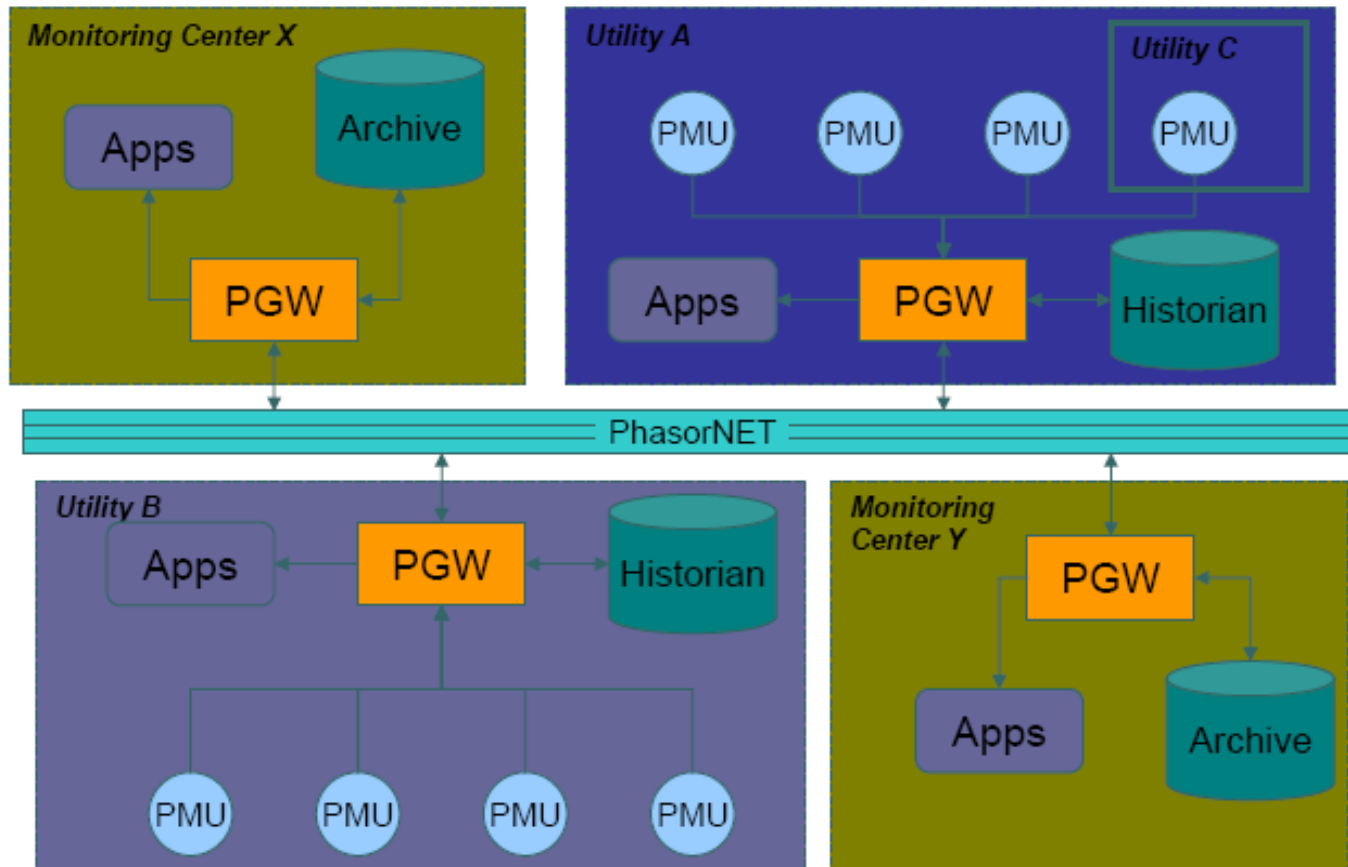 Monitoring Center X
Apps
Archive
PGW
Utility A
Utility C
PMU
PMU
PMU
PMU
Apps
PGW
Historian
PhasorNET
Utility B
Apps
PGW
Historian
PMU
PMU
PMU
PMU
Monitoring
Center Y
PGW
Apps
Archive